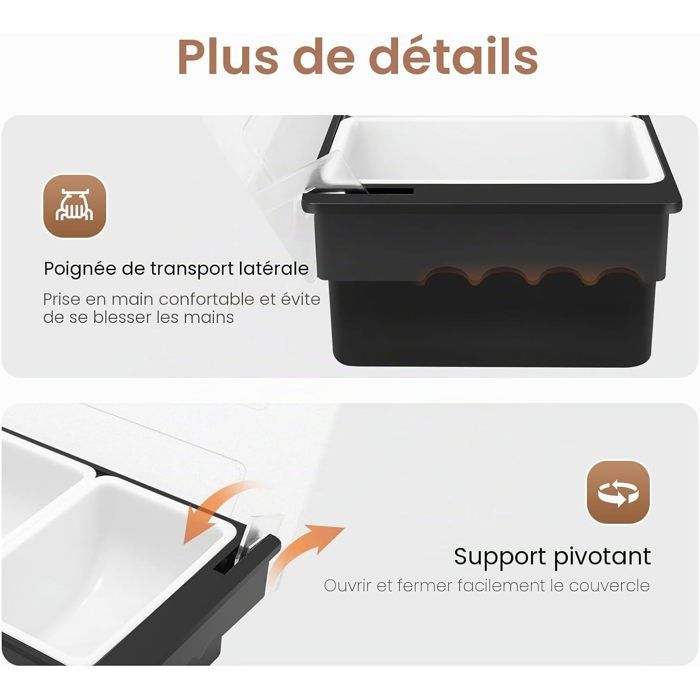 Plus de détails
Poignée de transport latérale
Prise en main confortable et évite
de se blesser les mains
Support pivotant
Ouvrir et fermer facilement le couvercle